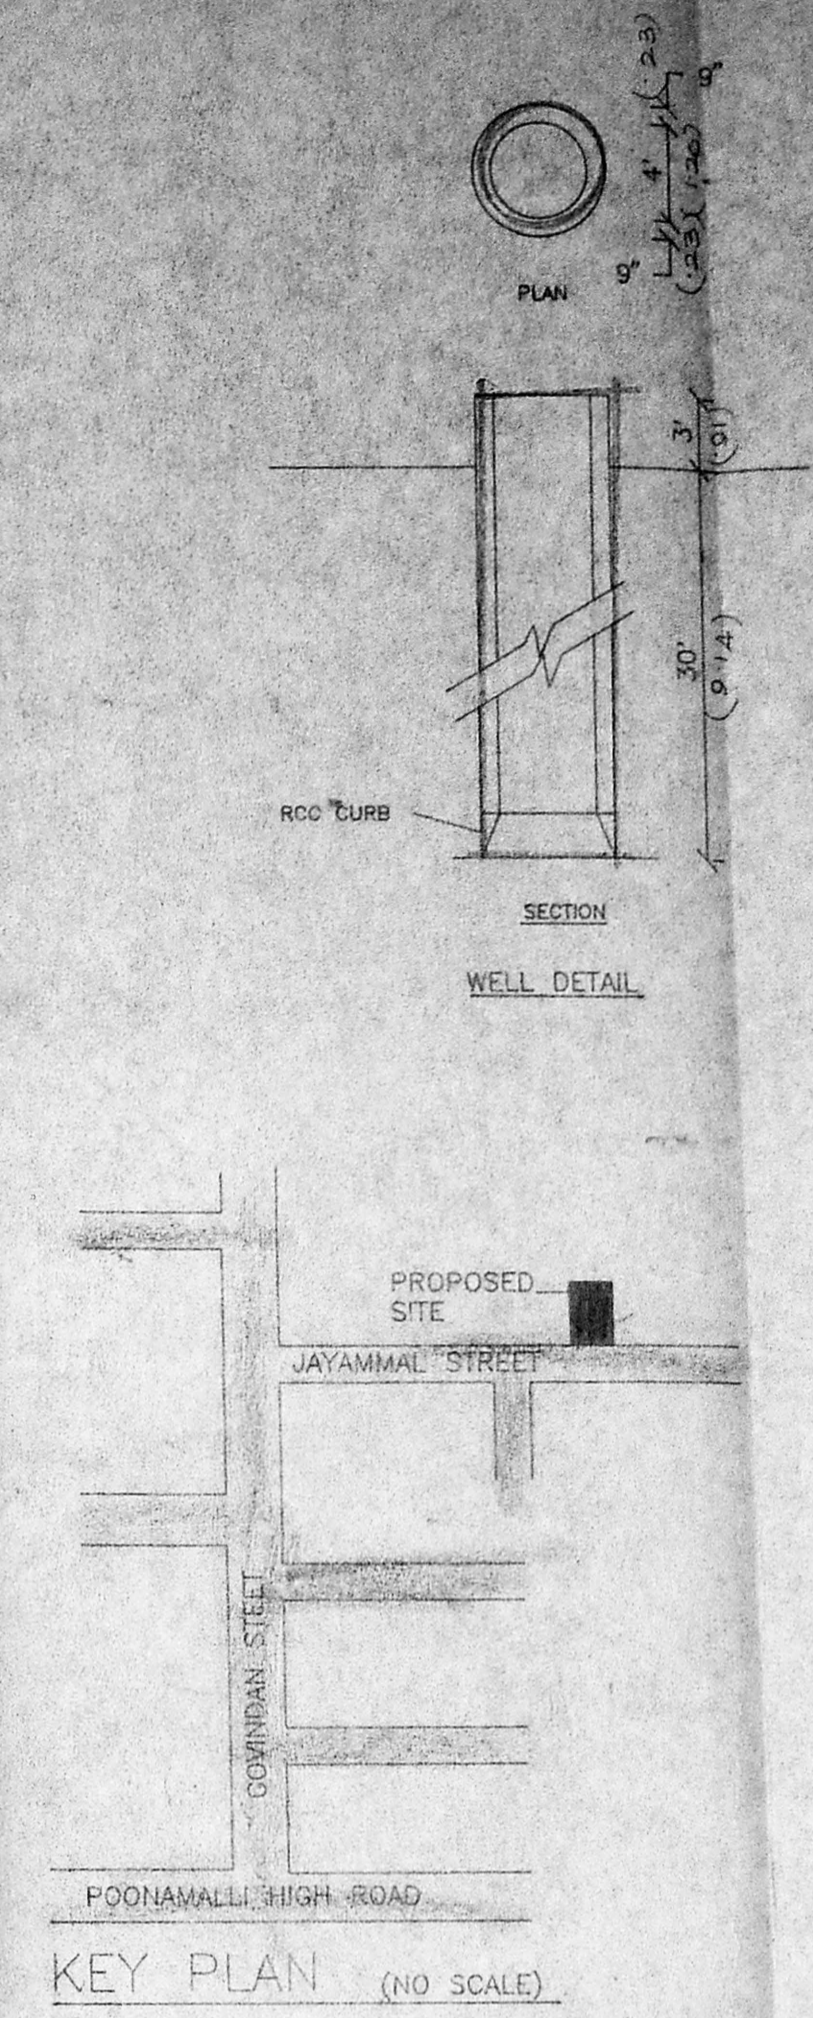 (.23)
9"
4'
(1.20)
9"
(.23)
PLAN
3'
(.91)
30'
(9.14)
RCC CURB
SECTION
WELL DETAIL
PROPOSED
SITE
JAYAMMAL STREET
GOVINDAN STEET
POONAMALLI HIGH ROAD
KEY PLAN (NO SCALE)